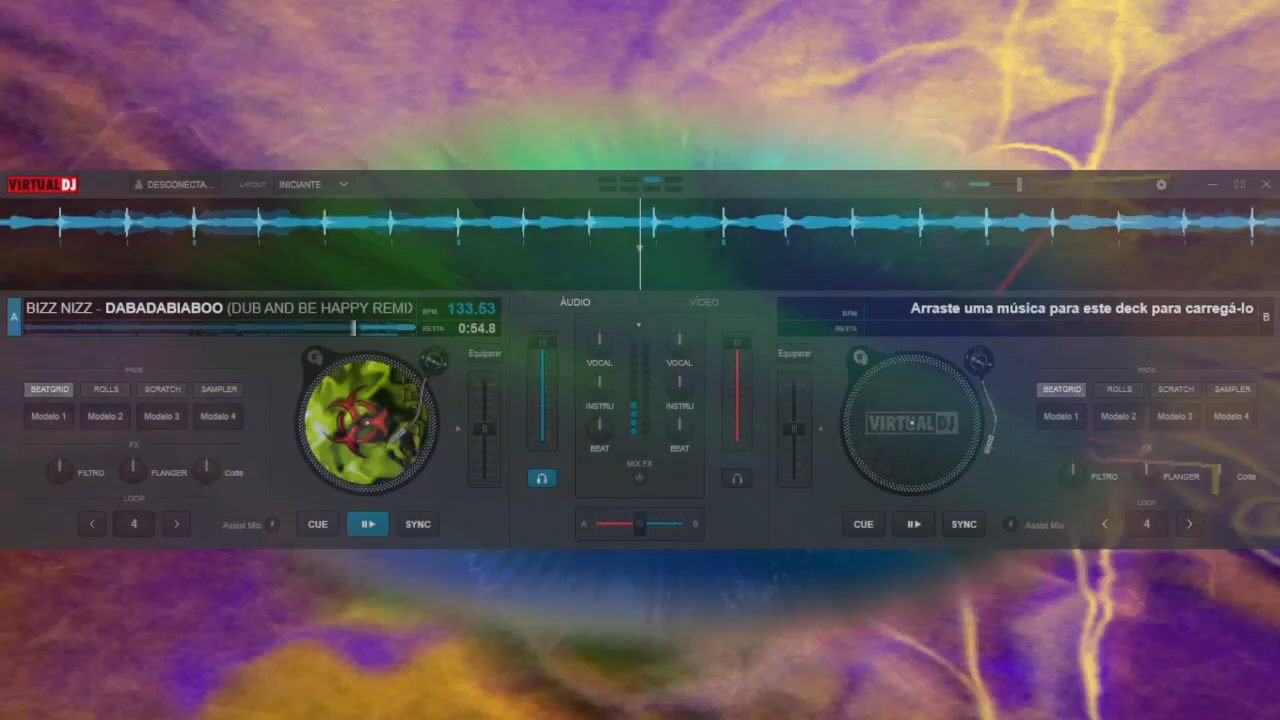 VIRTUAL DJ
DESCONECTA...
LAYOUT
INICIANTE
A
BIZZ NIZZ - DABADABIABOO (DUB AND BE HAPPY REMI
BPM
133.53
RESTA
0:54.8
ÁUDIO
VÍDEO
BPM
RESTA
Arraste uma música para este deck para carregá-lo
B
PADS
BEATGRID
ROLLS
SCRATCH
SAMPLER
Modelo 1
Modelo 2
Modelo 3
Modelo 4
FX
FILTRO
FLANGER
Corte
LOOP
4
Assist Mix
CUE
SYNC
Equiparar
VOCAL
VOCAL
INSTRU
INSTRU
BEAT
BEAT
MIX FX
A
B
Equiparar
VIRTUAL DJ
CUE
SYNC
Assist Mix
PADS
BEATGRID
ROLLS
SCRATCH
SAMPLER
Modelo 1
Modelo 2
Modelo 3
Modelo 4
FX
FILTRO
FLANGER
Corte
LOOP
4